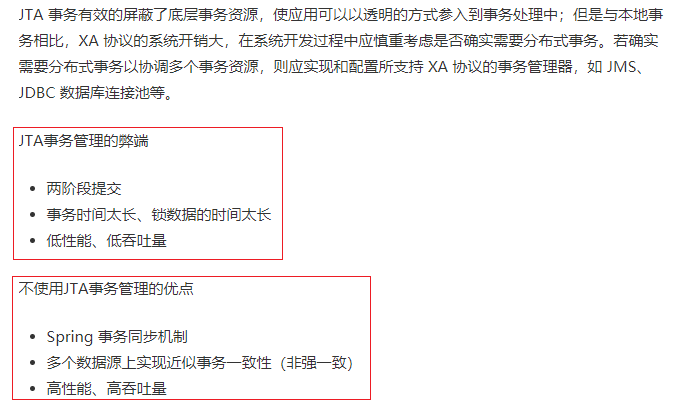 JTA 事务有效的屏蔽了底层事务资源，使应用可以以透明的方式参入到事务处理中；但是与本地事
务相比，XA 协议的系统开销大，在系统开发过程中应慎重考虑是否确实需要分布式事务。若确实
需要分布式事务以协调多个事务资源，则应实现和配置所支持 XA 协议的事务管理器，如 JMS、
JDBC 数据库连接池等。
JTA事务管理的弊端
• 两阶段提交
• 事务时间太长、锁数据的时间太长
• 低性能、低吞吐量
不使用JTA事务管理的优点
• Spring 事务同步机制
• 多个数据源上实现近似事务一致性（非强一致）
• 高性能、高吞吐量